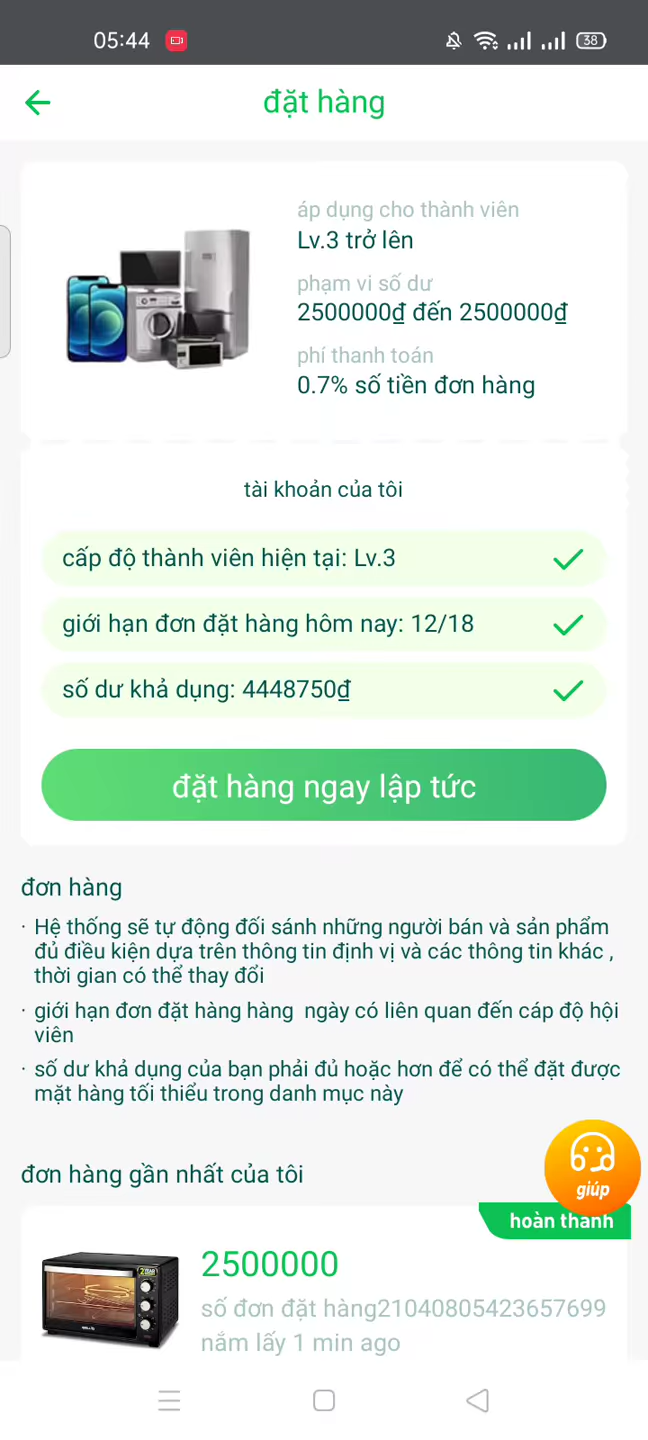 05:44
38
đặt hàng
áp dụng cho thành viên
Lv.3 trở lên
phạm vi số dư
2500000₫ đến 2500000₫
phí thanh toán
0.7% số tiền đơn hàng
tài khoản của tôi
cấp độ thành viên hiện tại: Lv.3
giới hạn đơn đặt hàng hôm nay: 12/18
số dư khả dụng: 4448750₫
đặt hàng ngay lập tức
đơn hàng
· Hệ thống sẽ tự động đối sánh những người bán và sản phẩm
đủ điều kiện dựa trên thông tin định vị và các thông tin khác ,
thời gian có thể thay đổi
· giới hạn đơn đặt hàng hàng ngày có liên quan đến cáp độ hội
viên
· số dư khả dụng của bạn phải đủ hoặc hơn để có thể đặt được
mặt hàng tối thiểu trong danh mục này
giúp
đơn hàng gần nhất của tôi
hoàn thành
2500000
số đơn đặt hàng21040805423657699
nắm lấy 1 min ago